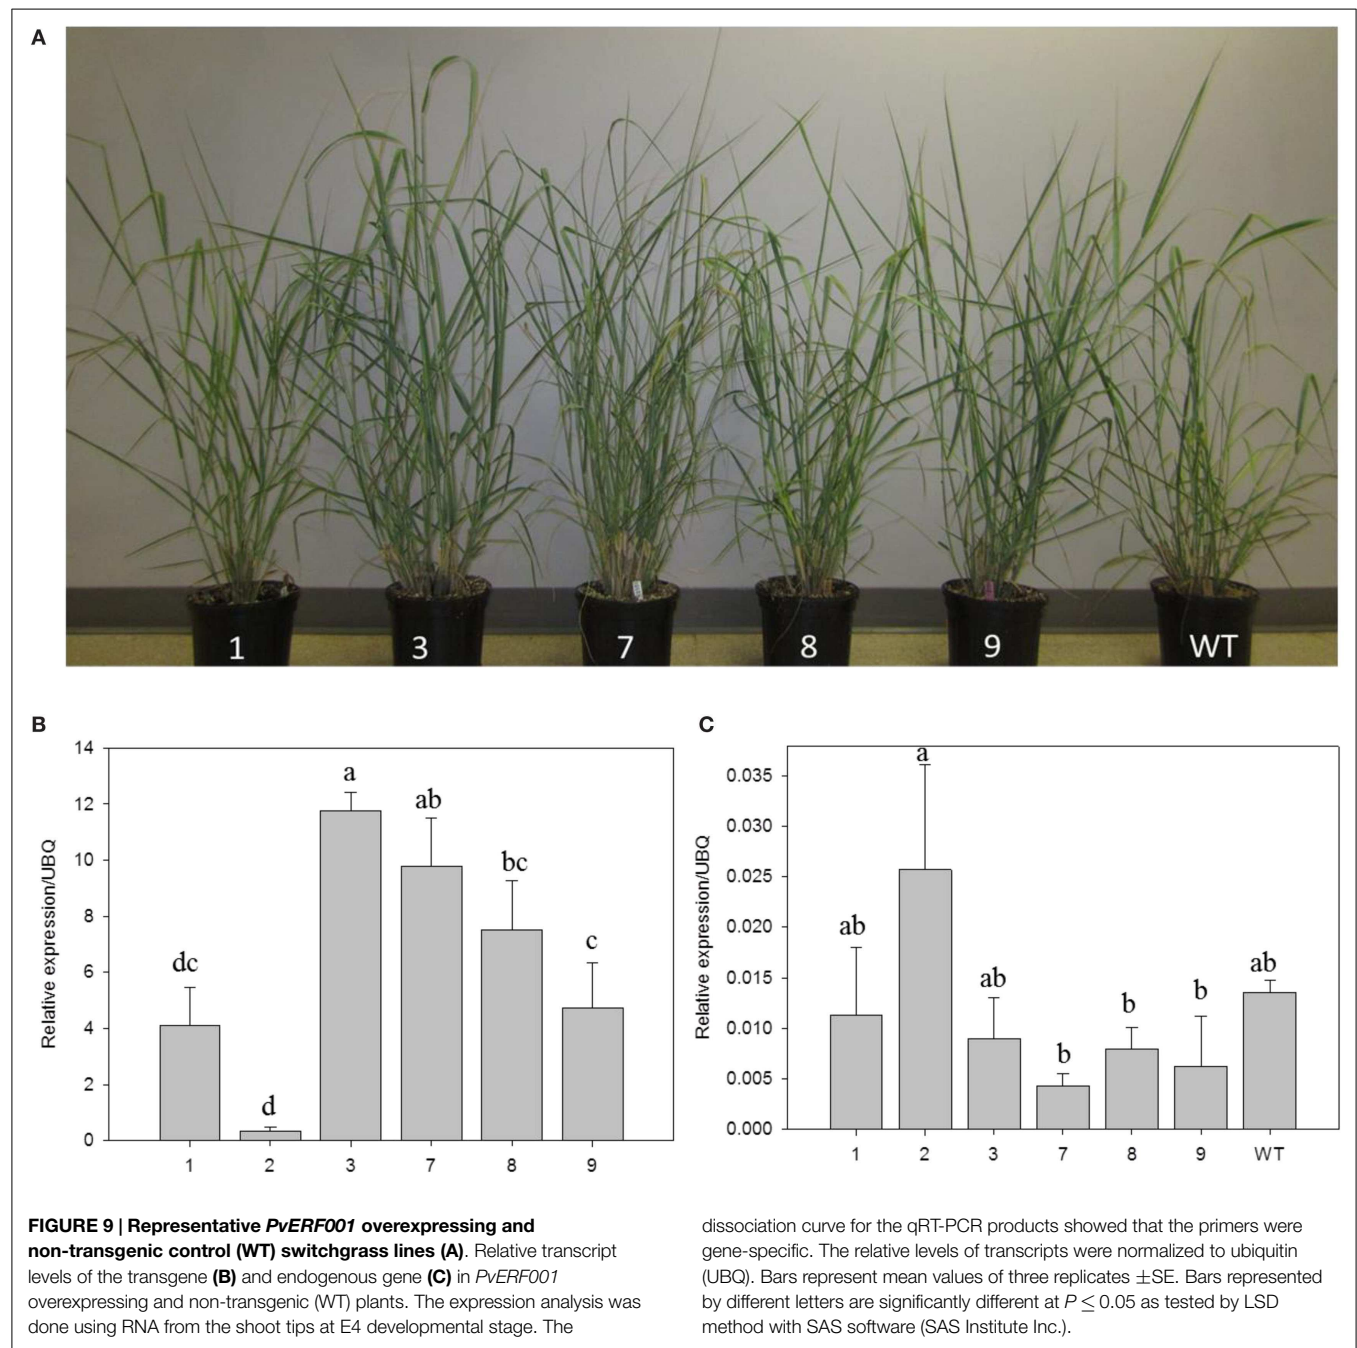 A
1 3 7 8 9 WT
B
14
12
10
8
6
4
2
0
Relative expression/UBQ
dc
d
a
ab
bc
c
1 2 3 7 8 9
C
0.035
0.030
0.025
0.020
0.015
0.010
0.005
0.000
Relative expression/UBQ
ab
a
ab
b
b
b
ab
1 2 3 7 8 9 WT
FIGURE 9 | Representative PvERF001 overexpressing and
non-transgenic control (WT) switchgrass lines (A). Relative transcript
levels of the transgene (B) and endogenous gene (C) in PvERF001
overexpressing and non-transgenic (WT) plants. The expression analysis was
done using RNA from the shoot tips at E4 developmental stage. The
dissociation curve for the qRT-PCR products showed that the primers were
gene-specific. The relative levels of transcripts were normalized to ubiquitin
(UBQ). Bars represent mean values of three replicates ±SE. Bars represented
by different letters are significantly different at P ≤ 0.05 as tested by LSD
method with SAS software (SAS Institute Inc.).